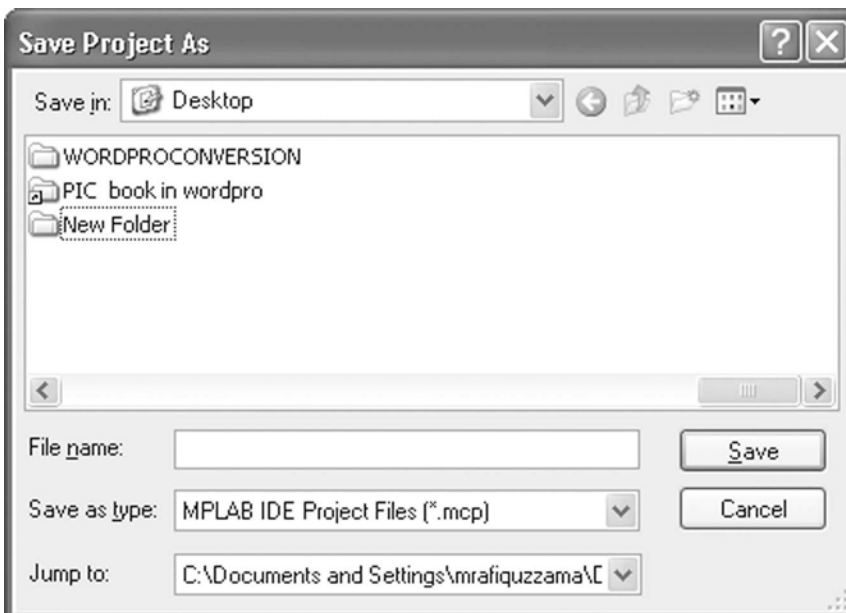 Save Project As
Save in: Desktop
WORDPROCONVERSION
PIC book in wordpro
New Folder
File name:
Save
Save as type: MPLAB IDE Project Files (*.mcp)
Cancel
Jump to: C:\Documents and Settings\mrafiquzzama\D